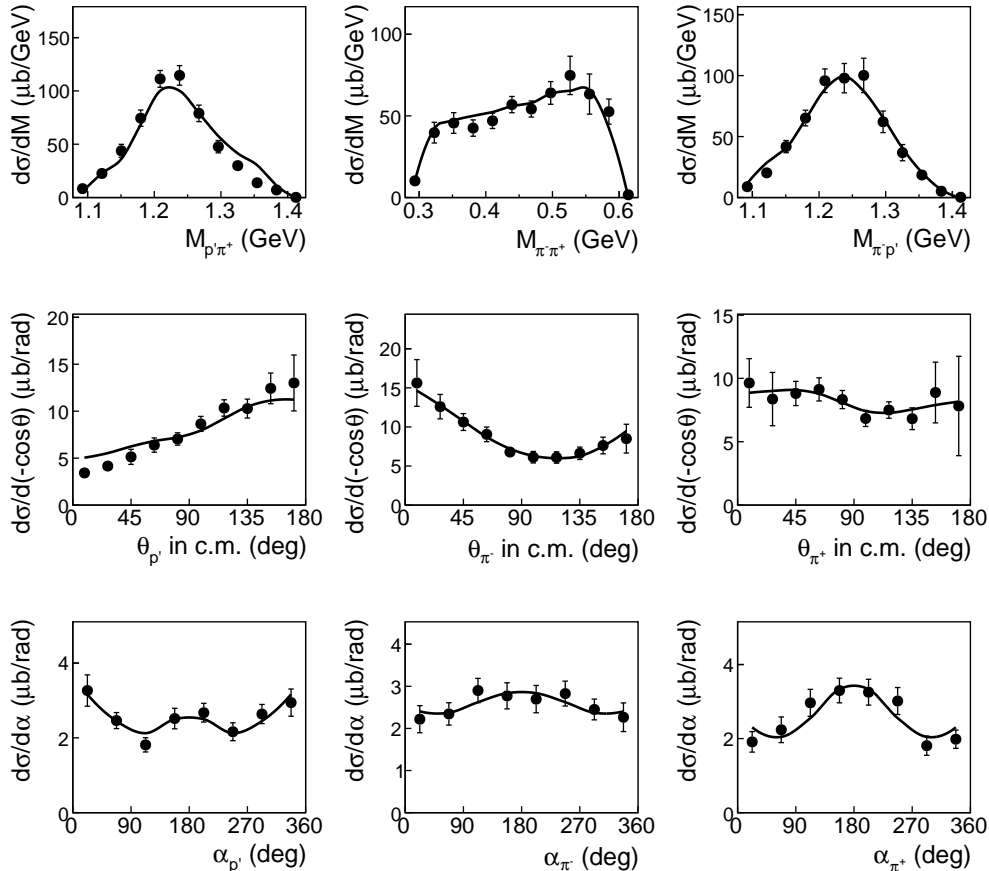 dσ/dM (μb/GeV)
150
100
50
0
1.1 1.2 1.3 1.4
M_p'π⁺ (GeV)
dσ/dM (μb/GeV)
100
50
0
0.3 0.4 0.5 0.6
M_π⁻π⁺ (GeV)
dσ/dM (μb/GeV)
150
100
50
0
1.1 1.2 1.3 1.4
M_π⁻p' (GeV)
dσ/d(-cosθ) (μb/rad)
20
15
10
5
0
0 45 90 135 180
θ_p' in c.m. (deg)
dσ/d(-cosθ) (μb/rad)
20
15
10
5
0
0 45 90 135 180
θ_π⁻ in c.m. (deg)
dσ/d(-cosθ) (μb/rad)
15
10
5
0
0 45 90 135 180
θ_π⁺ in c.m. (deg)
dσ/dα (μb/rad)
4
2
0
0 90 180 270 360
α_p' (deg)
dσ/dα (μb/rad)
4
3
2
1
0
0 90 180 270 360
α_π⁻ (deg)
dσ/dα (μb/rad)
4
2
0
0 90 180 270 360
α_π⁺ (deg)